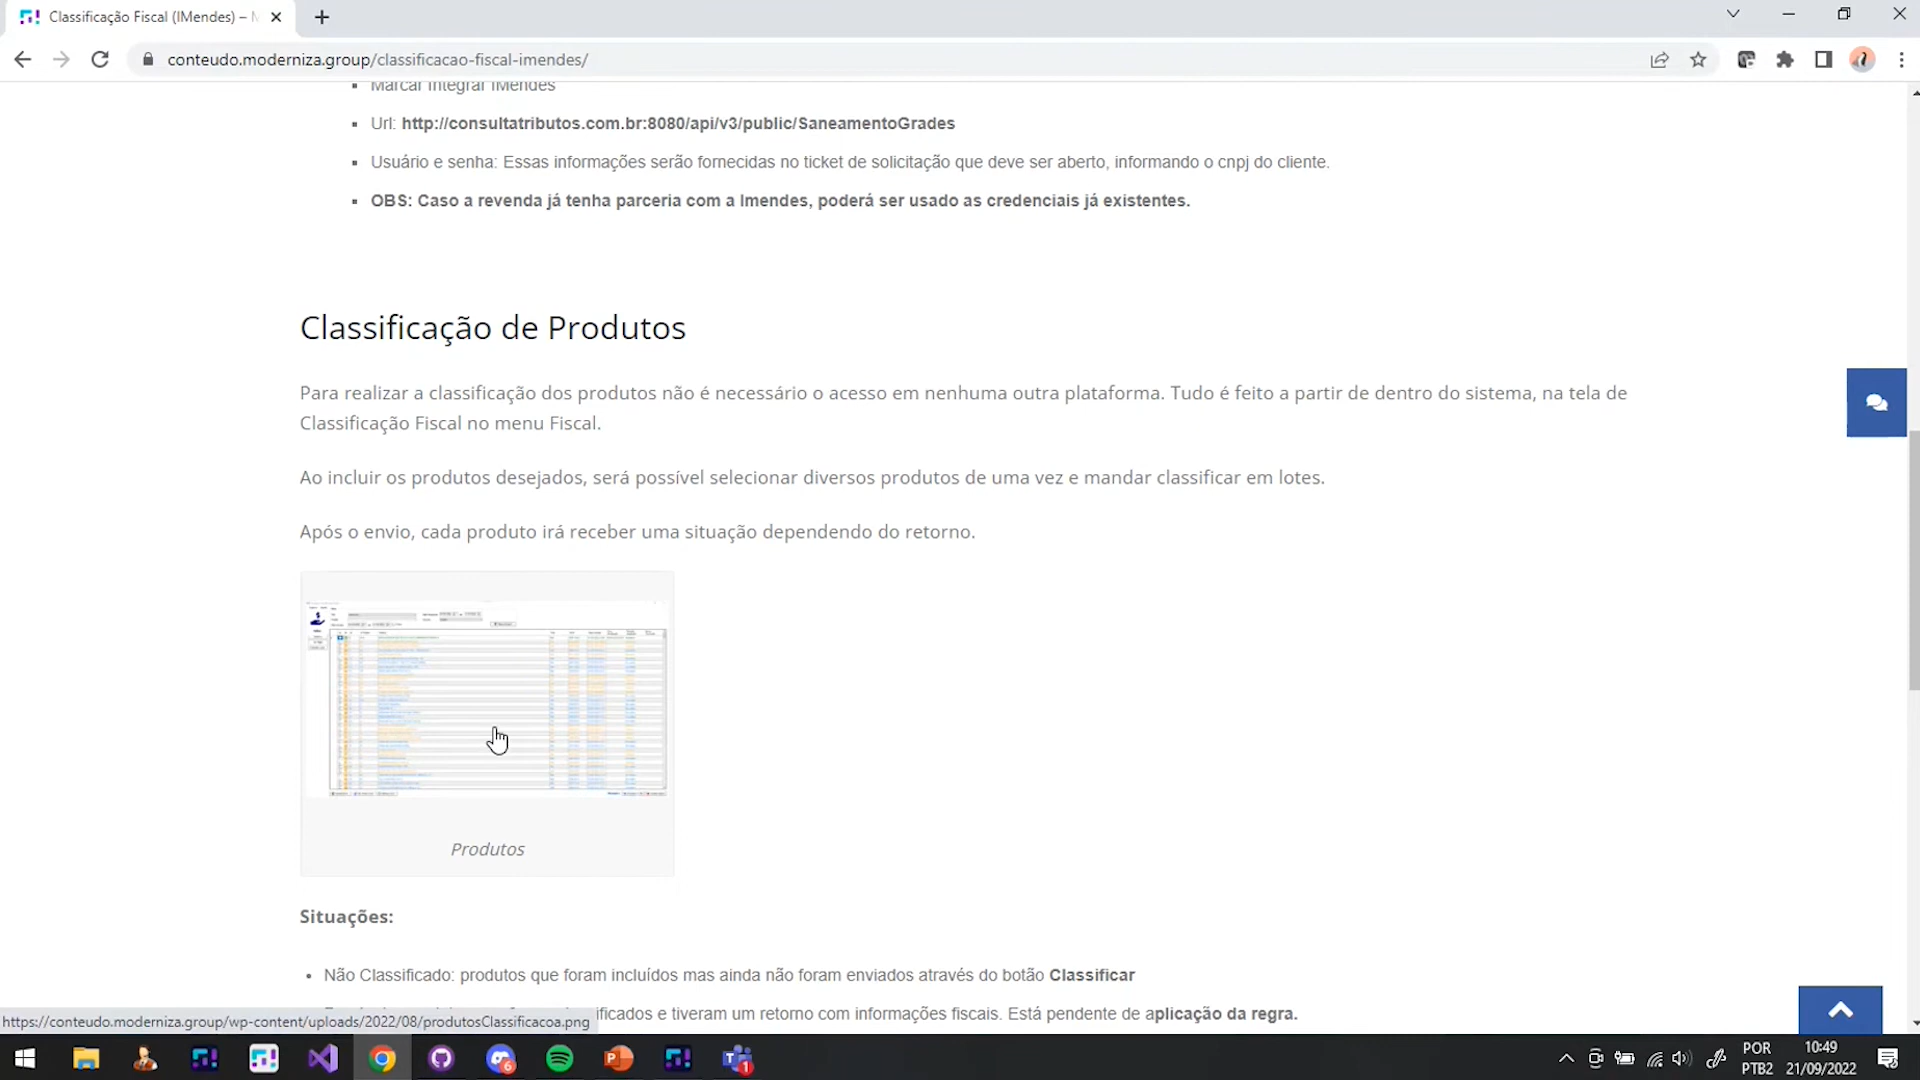 Classificação Fiscal (IMendes) –
conteudo.moderniza.group/classificacao-fiscal-imendes/
Marcar Integrar IMendes
Url: http://consultatributos.com.br:8080/api/v3/public/SaneamentoGrades
Usuário e senha: Essas informações serão fornecidas no ticket de solicitação que deve ser aberto, informando o cnpj do cliente.
OBS: Caso a revenda já tenha parceria com a Imendes, poderá ser usado as credenciais já existentes.
Classificação de Produtos
Para realizar a classificação dos produtos não é necessário o acesso em nenhuma outra plataforma. Tudo é feito a partir de dentro do sistema, na tela de
Classificação Fiscal no menu Fiscal.
Ao incluir os produtos desejados, será possível selecionar diversos produtos de uma vez e mandar classificar em lotes.
Após o envio, cada produto irá receber uma situação dependendo do retorno.
Produtos
Situações:
Não Classificado: produtos que foram incluídos mas ainda não foram enviados através do botão Classificar
ificados e tiveram um retorno com informações fiscais. Está pendente de aplicação da regra.
https://conteudo.moderniza.group/wp-content/uploads/2022/08/produtosClassificacoa.png
6
1
POR
PTB2
10:49
21/09/2022